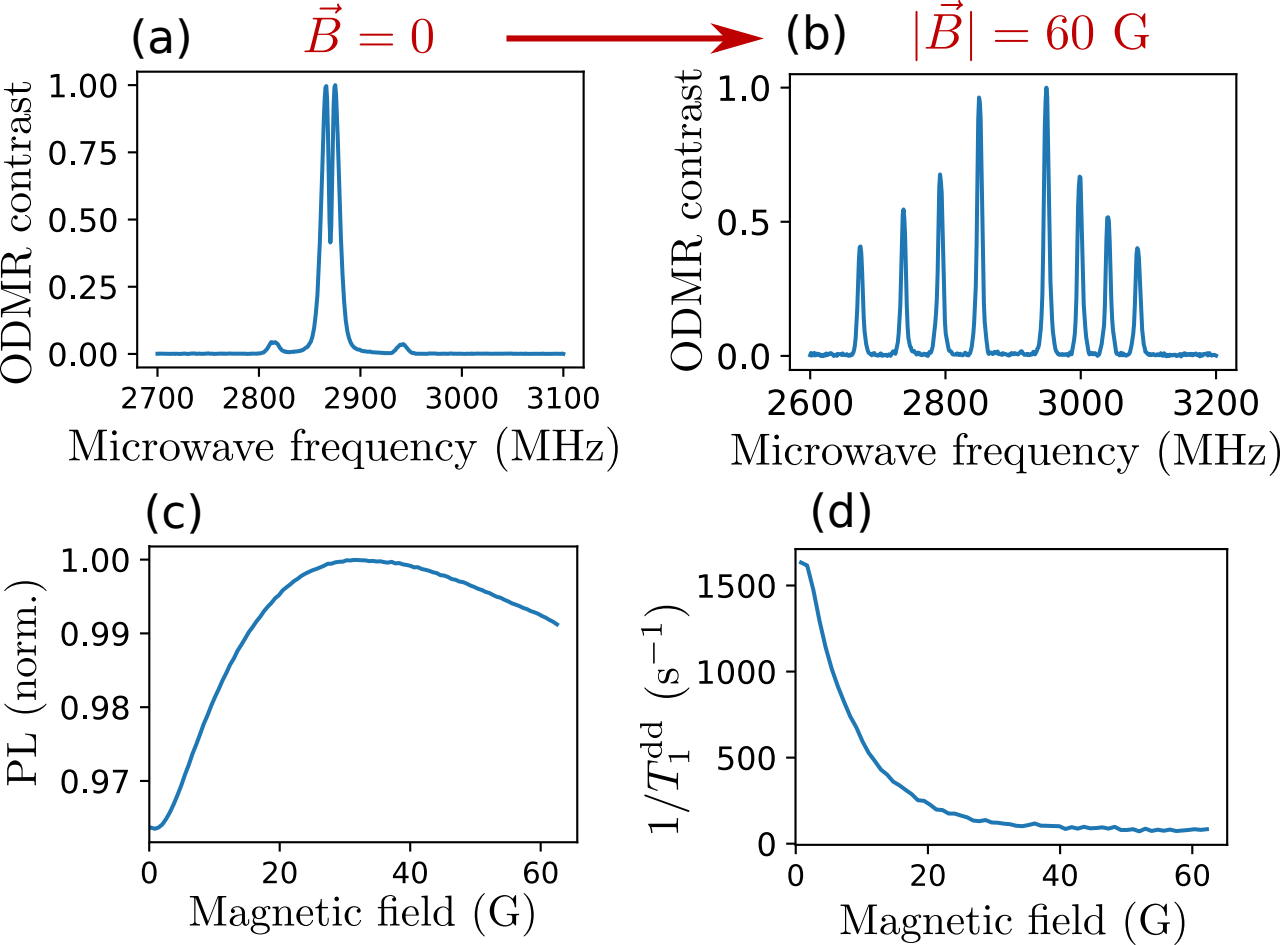 (a) B⃗ = 0 (b) |B⃗| = 60 G
ODMR contrast
1.00
0.75
0.50
0.25
0.00
2700 2800 2900 3000 3100
Microwave frequency (MHz)
ODMR contrast
1.0
0.5
0.0
2600 2800 3000 3200
Microwave frequency (MHz)
(c)
PL (norm.)
1.00
0.99
0.98
0.97
0 20 40 60
Magnetic field (G)
(d)
1/T₁ᵈᵈ (s⁻¹)
1500
1000
500
0
0 20 40 60
Magnetic field (G)